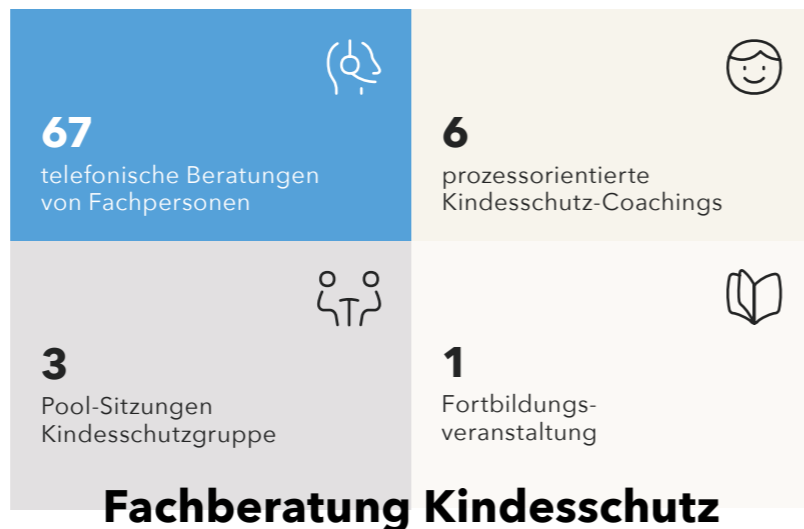 67
telefonische Beratungen
von Fachpersonen
6
prozessorientierte
Kindesschutz-Coachings
3
Pool-Sitzungen
Kindesschutzgruppe
1
Fortbildungs-
veranstaltung
Fachberatung Kindesschutz